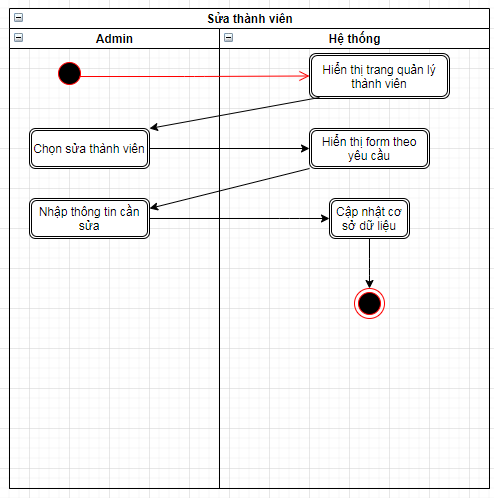 Sửa thành viên
Admin
Hệ thống
Hiển thị trang quản lý
thành viên
Chọn sửa thành viên
Hiển thị form theo
yêu cầu
Nhập thông tin cần
sửa
Cập nhật cơ
sở dữ liệu